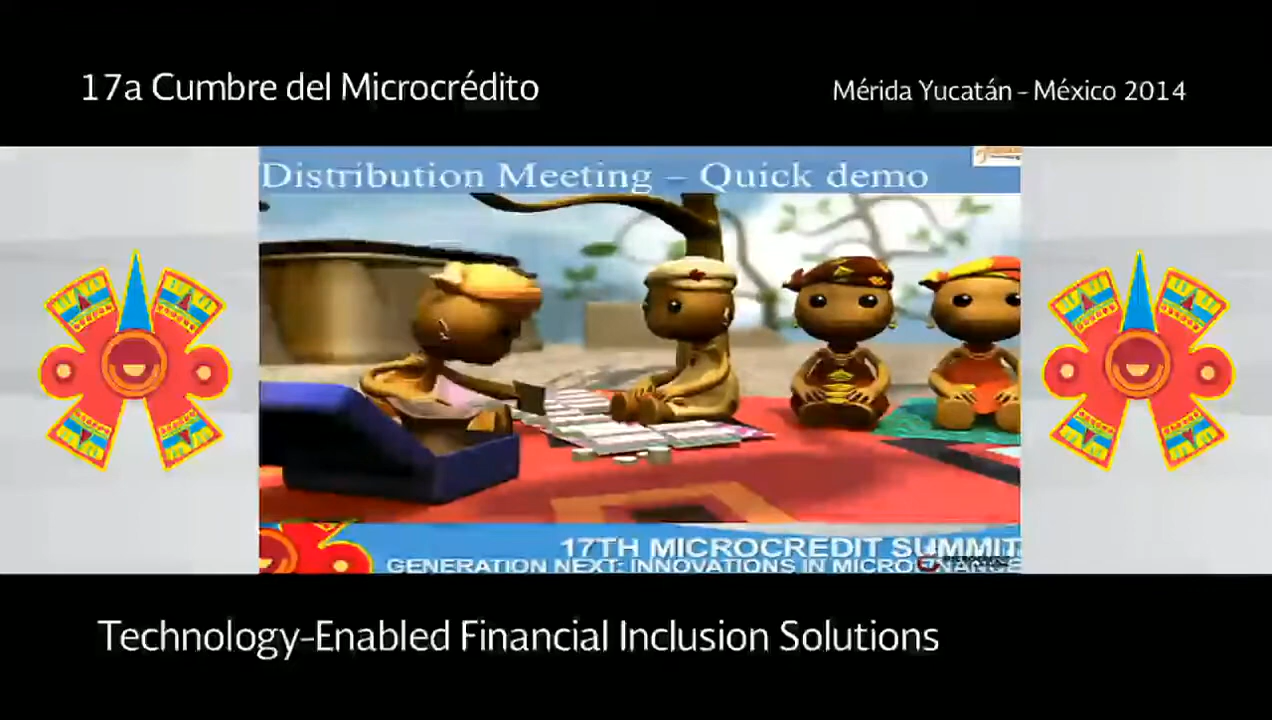 17a Cumbre del Microcrédito
Mérida Yucatán - México 2014
Distribution Meeting – Quick demo
17TH MICROCREDIT SUMMIT
GENERATION NEXT: INNOVATIONS IN
Technology-Enabled Financial Inclusion Solutions